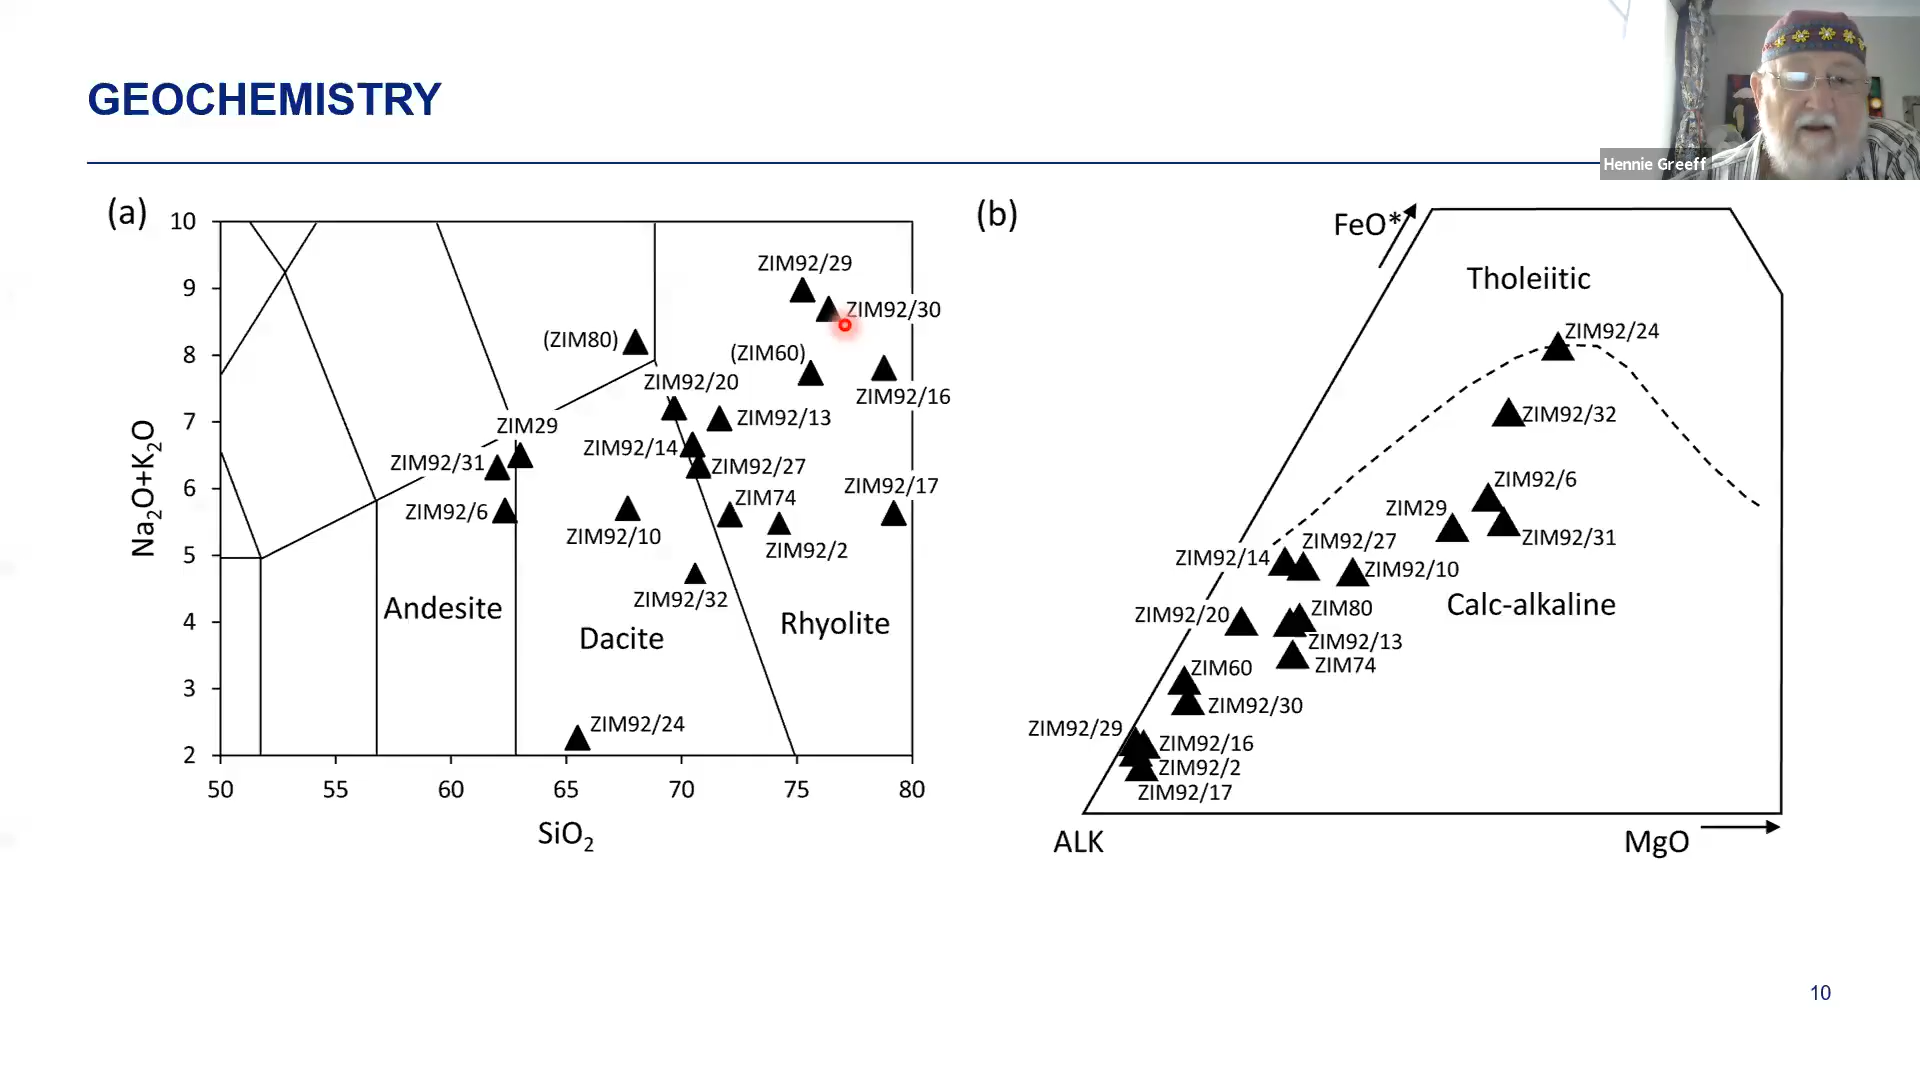 GEOCHEMISTRY
Hennie Greeff
(a)
10
9
8
7
6
5
4
3
2
Na2O+K2O
50
55
60
65
70
75
80
SiO2
ZIM92/29
ZIM92/30
(ZIM80)
(ZIM60)
ZIM92/20
ZIM92/16
ZIM92/13
ZIM29
ZIM92/14
ZIM92/31
ZIM92/27
ZIM92/17
ZIM74
ZIM92/6
ZIM92/10
ZIM92/2
ZIM92/32
Andesite
Dacite
Rhyolite
ZIM92/24
(b)
FeO*
Tholeiitic
ZIM92/24
ZIM92/32
ZIM92/6
ZIM29
ZIM92/31
ZIM92/27
ZIM92/14
ZIM92/10
Calc-alkaline
ZIM80
ZIM92/20
ZIM92/13
ZIM74
ZIM60
ZIM92/30
ZIM92/29
ZIM92/16
ZIM92/2
ZIM92/17
ALK
MgO
10